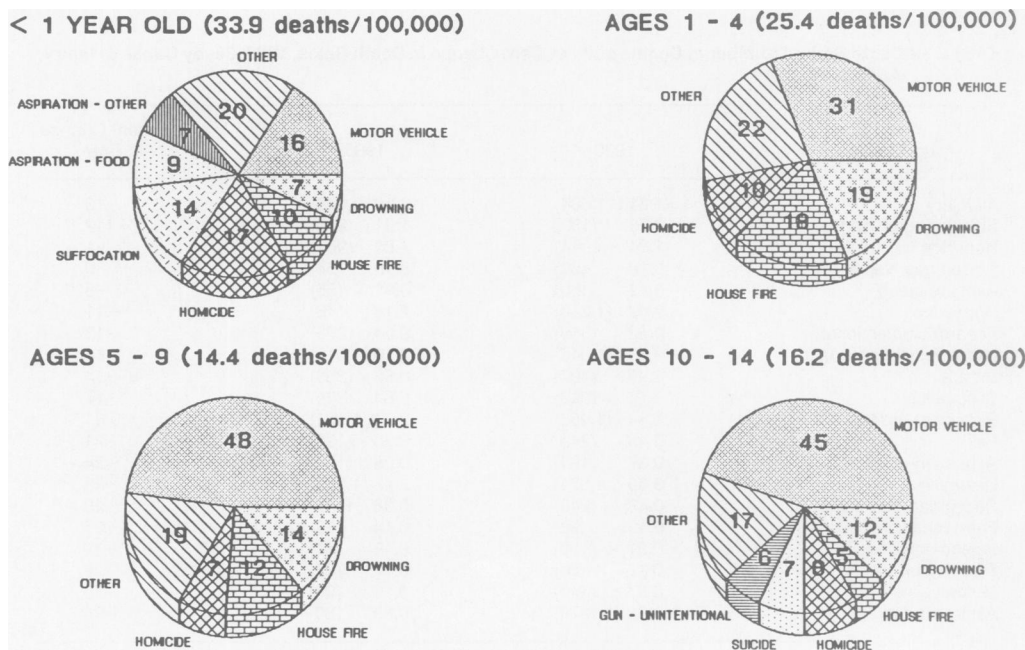 < 1 YEAR OLD (33.9 deaths/100,000)
OTHER
ASPIRATION - OTHER
20
7
16
MOTOR VEHICLE
ASPIRATION - FOOD
9
7
14
10
DROWNING
17
SUFFOCATION
HOUSE FIRE
HOMICIDE
AGES 1 - 4 (25.4 deaths/100,000)
MOTOR VEHICLE
OTHER
31
22
10
19
18
HOMICIDE
DROWNING
HOUSE FIRE
AGES 5 - 9 (14.4 deaths/100,000)
MOTOR VEHICLE
48
19
14
7
12
DROWNING
OTHER
HOUSE FIRE
HOMICIDE
AGES 10 - 14 (16.2 deaths/100,000)
MOTOR VEHICLE
45
OTHER
17
12
6
7
8
5
DROWNING
GUN - UNINTENTIONAL
HOUSE FIRE
SUICIDE
HOMICIDE